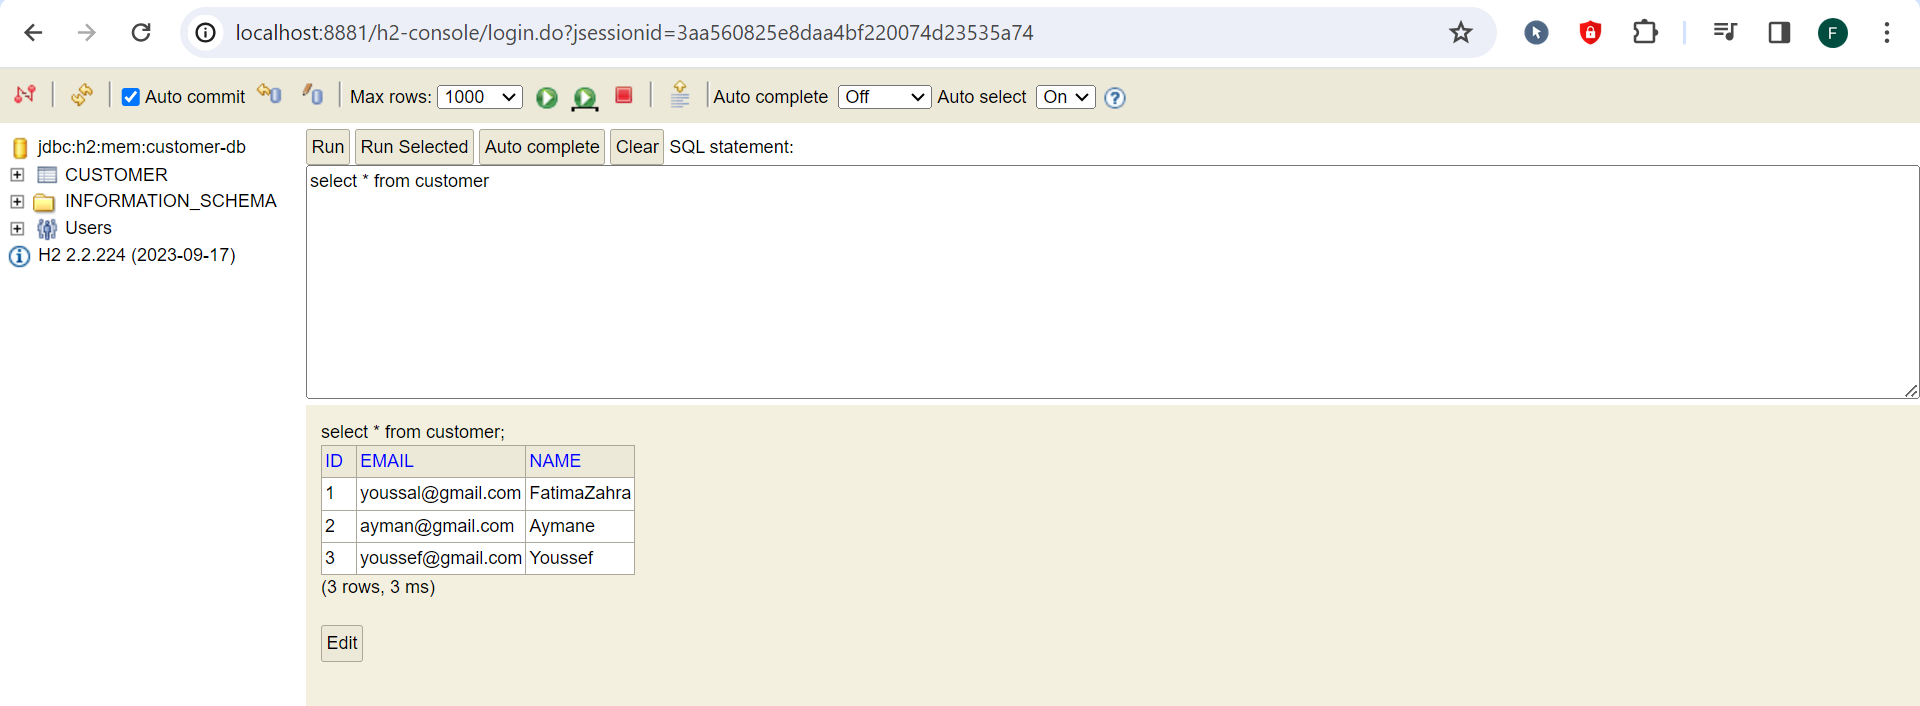 localhost:8881/h2-console/login.do?jsessionid=3aa560825e8daa4bf220074d23535a74
F
Auto commit Max rows: 1000 Auto complete Off Auto select On ?
jdbc:h2:mem:customer-db
CUSTOMER
INFORMATION_SCHEMA
Users
H2 2.2.224 (2023-09-17)
Run Run Selected Auto complete Clear SQL statement:
select * from customer
select * from customer;
ID EMAIL NAME
1 youssal@gmail.com FatimaZahra
2 ayman@gmail.com Aymane
3 youssef@gmail.com Youssef
(3 rows, 3 ms)
Edit